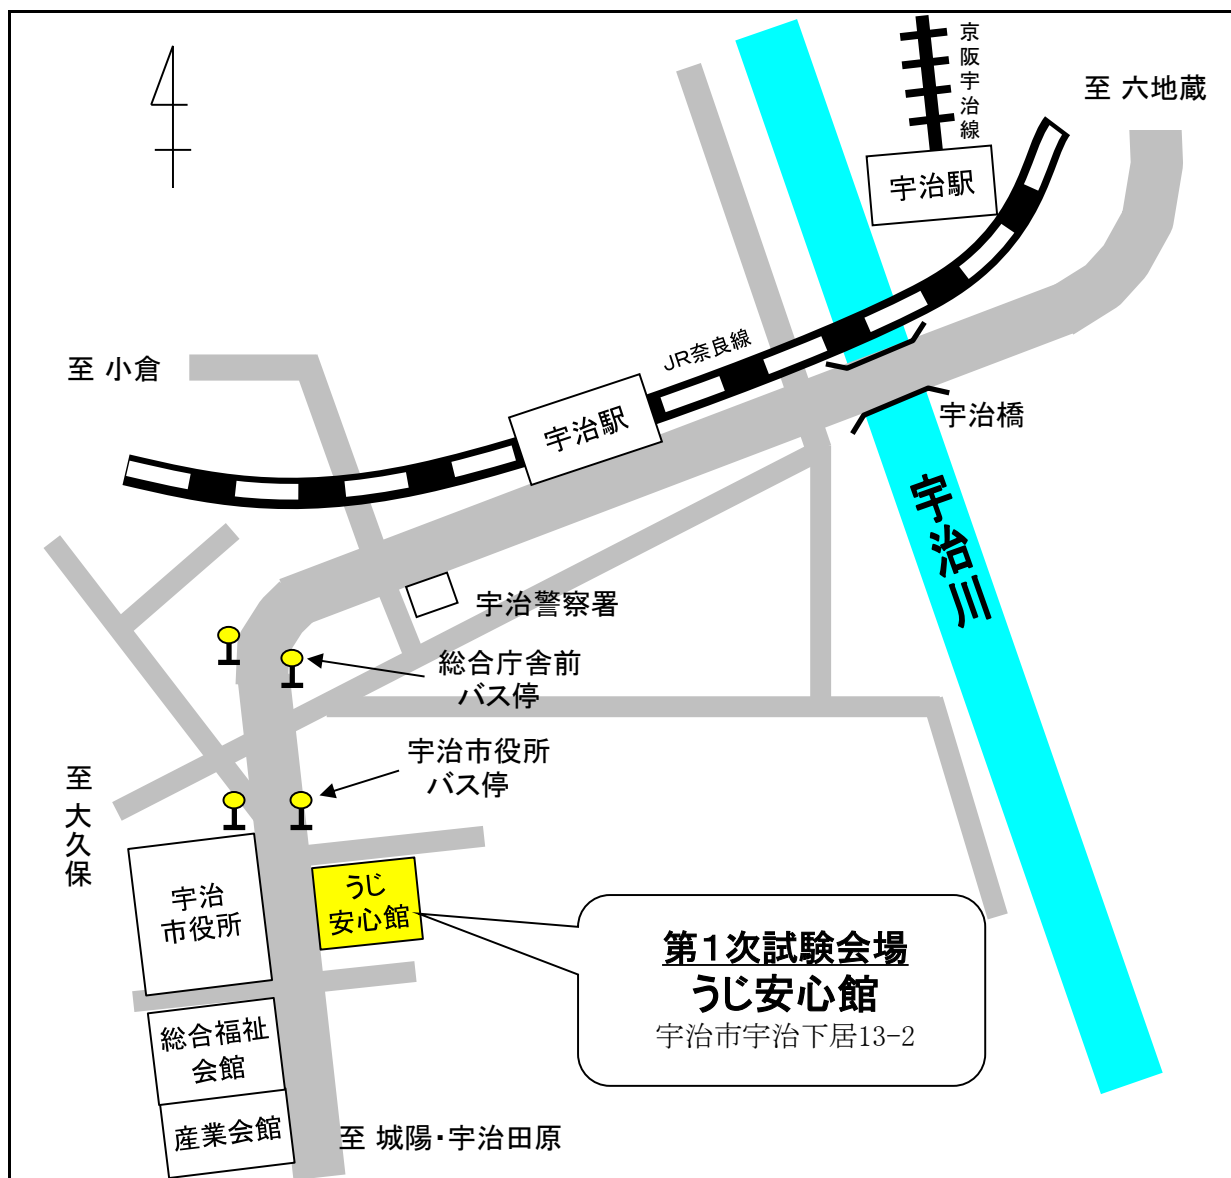 京阪宇治線
至 六地蔵
宇治駅
JR奈良線
至 小倉
宇治駅
宇治橋
宇治川
宇治警察署
総合庁舎前
バス停
宇治市役所
バス停
至 大久保
宇治
市役所
うじ
安心館
第1次試験会場
うじ安心館
宇治市宇治下居13-2
総合福祉
会館
産業会館
至 城陽・宇治田原